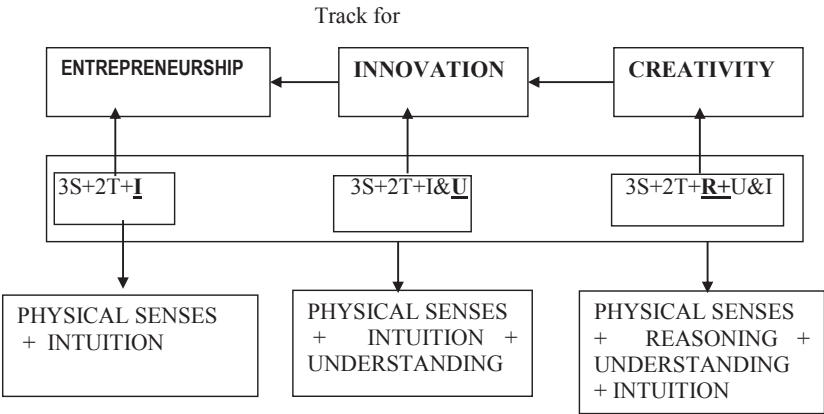 Track for
ENTREPRENEURSHIP
INNOVATION
CREATIVITY
3S+2T+I
3S+2T+I&U
3S+2T+R+U&I
PHYSICAL SENSES
+ INTUITION
PHYSICAL SENSES
+ INTUITION +
UNDERSTANDING
PHYSICAL SENSES
+ REASONING +
UNDERSTANDING
+ INTUITION